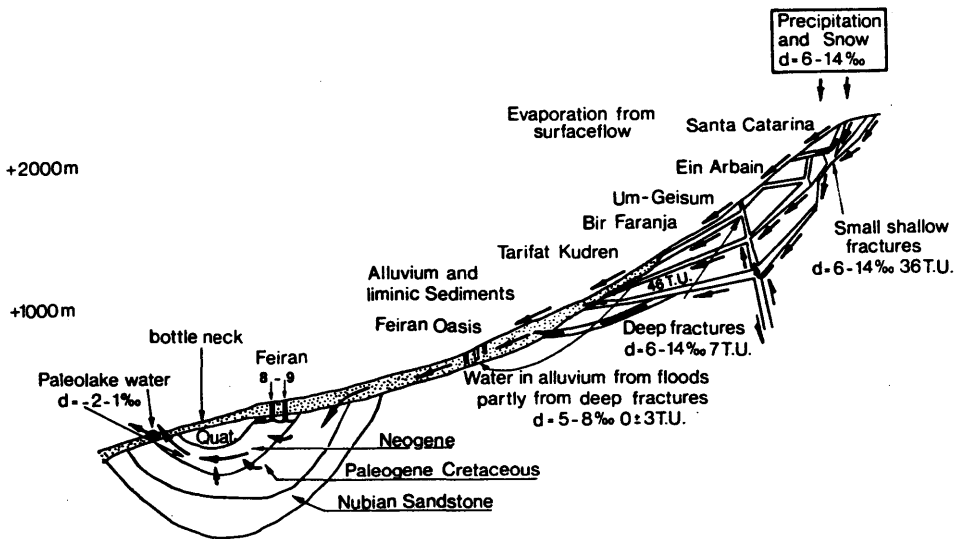 Precipitation
and Snow
d=6-14‰
Evaporation from
surfaceflow
Santa Catarina
+2000m
Ein Arbain
Um-Geisum
Bir Faranja
Small shallow
fractures
d=6-14‰ 36T.U.
Tarifat Kudren
Alluvium and
liminic Sediments
46 T.U.
+1000m
Feiran Oasis
bottle neck
Deep fractures
d=6-14‰ 7T.U.
Feiran
8-9
Paleolake water
d=-2-1‰
Water in alluvium from floods
partly from deep fractures
d=5-8‰ 0±3T.U.
Quat.
Neogene
Paleogene Cretaceous
Nubian Sandstone